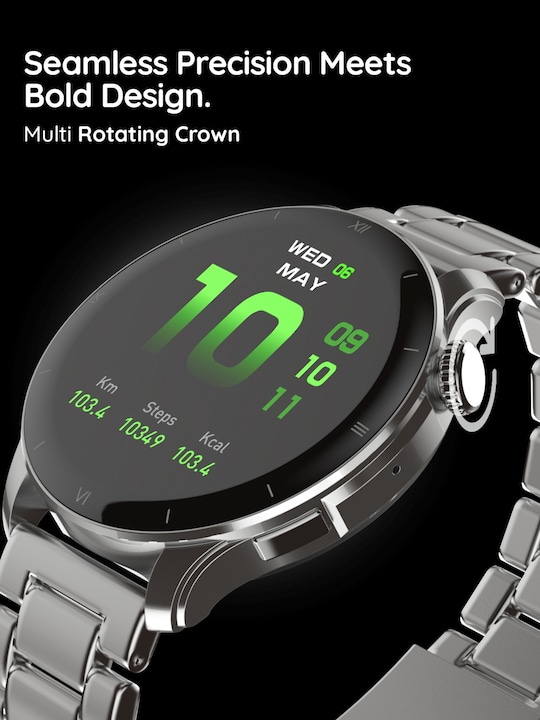 Seamless Precision Meets
Bold Design.
Multi Rotating Crown
XII
WED 06
MAY
10
09
10
11
Km
103.4
Steps
10349
Kcal
103.4
III
VI